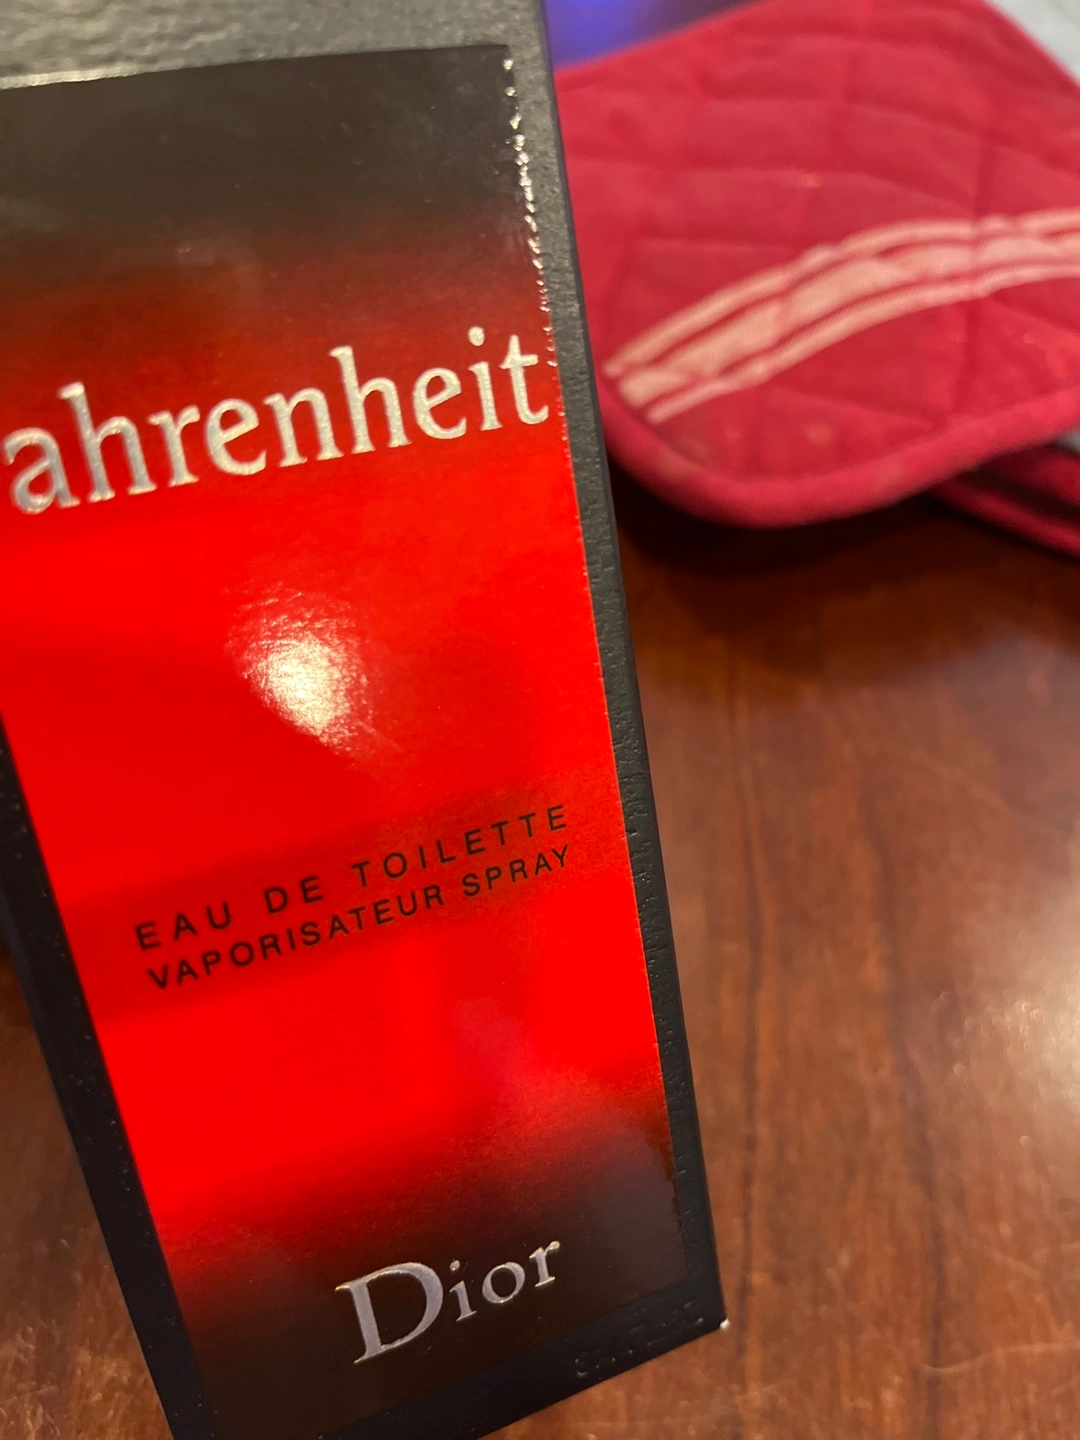 ahrenheit
EAU DE TOILETTE
VAPORISATEUR SPRAY
Dior